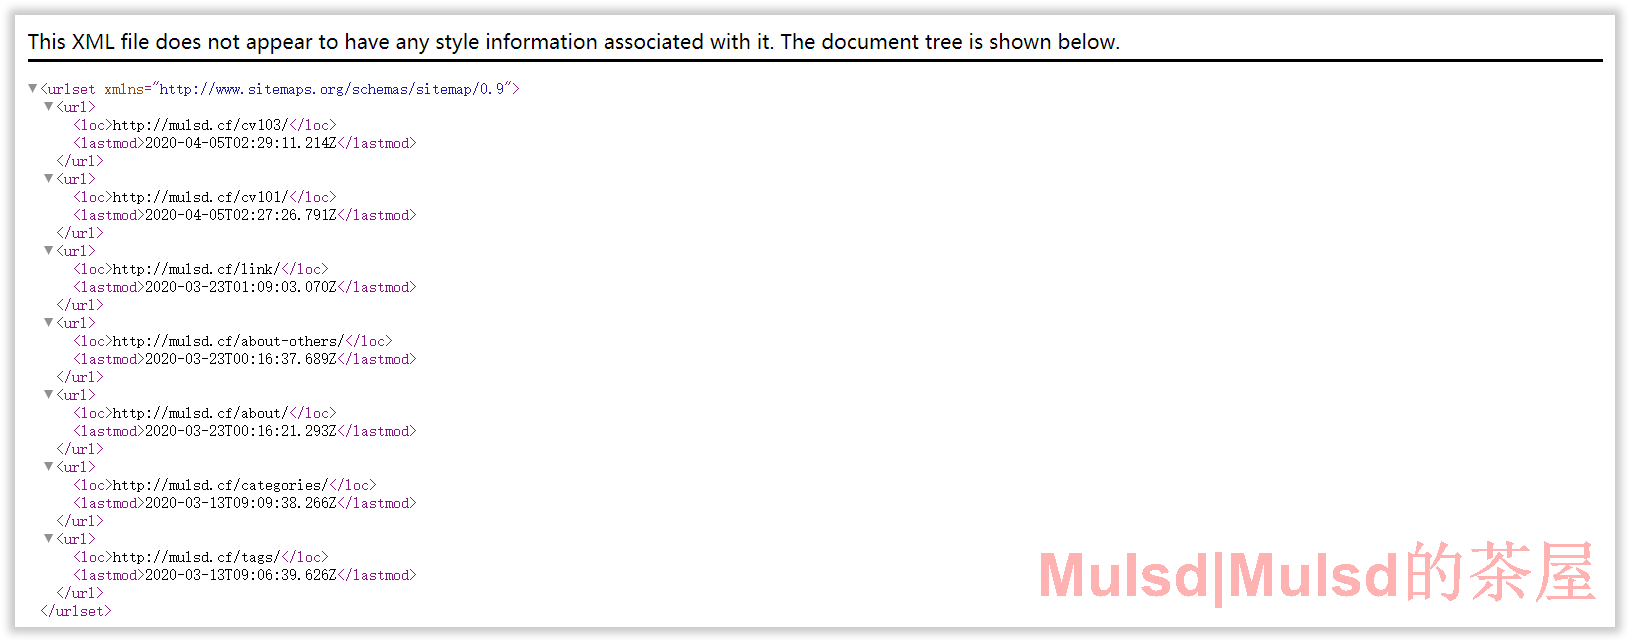 This XML file does not appear to have any style information associated with it. The document tree is shown below.
▼<urlset xmlns="http://www.sitemaps.org/schemas/sitemap/0.9">
▼<url>
<loc>http://mulsd.cf/cv103/</loc>
<lastmod>2020-04-05T02:29:11.214Z</lastmod>
</url>
▼<url>
<loc>http://mulsd.cf/cv101/</loc>
<lastmod>2020-04-05T02:27:26.791Z</lastmod>
</url>
▼<url>
<loc>http://mulsd.cf/link/</loc>
<lastmod>2020-03-23T01:09:03.070Z</lastmod>
</url>
▼<url>
<loc>http://mulsd.cf/about-others/</loc>
<lastmod>2020-03-23T00:16:37.689Z</lastmod>
</url>
▼<url>
<loc>http://mulsd.cf/about/</loc>
<lastmod>2020-03-23T00:16:21.293Z</lastmod>
</url>
▼<url>
<loc>http://mulsd.cf/categories/</loc>
<lastmod>2020-03-13T09:09:38.266Z</lastmod>
</url>
▼<url>
<loc>http://mulsd.cf/tags/</loc>
<lastmod>2020-03-13T09:06:39.626Z</lastmod>
</url>
</urlset>
Mulsd|Mulsd的茶屋